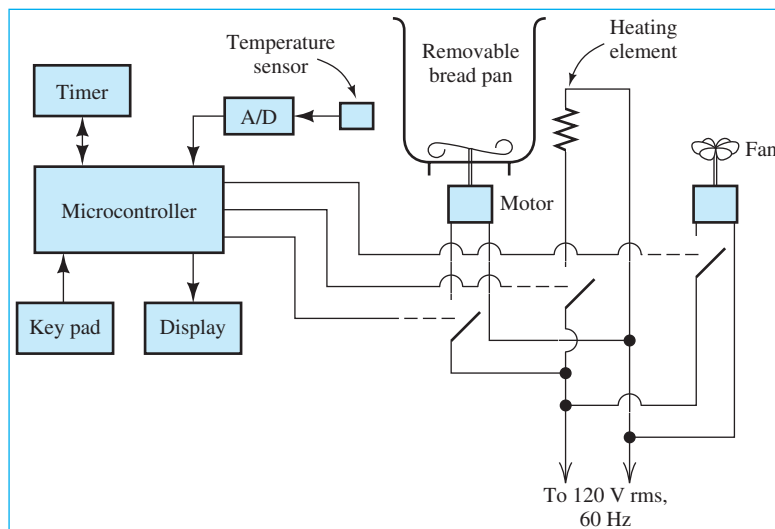 Temperature
sensor
Removable
bread pan
Heating
element
Timer
A/D
Fan
Microcontroller
Motor
Key pad
Display
To 120 V rms,
60 Hz